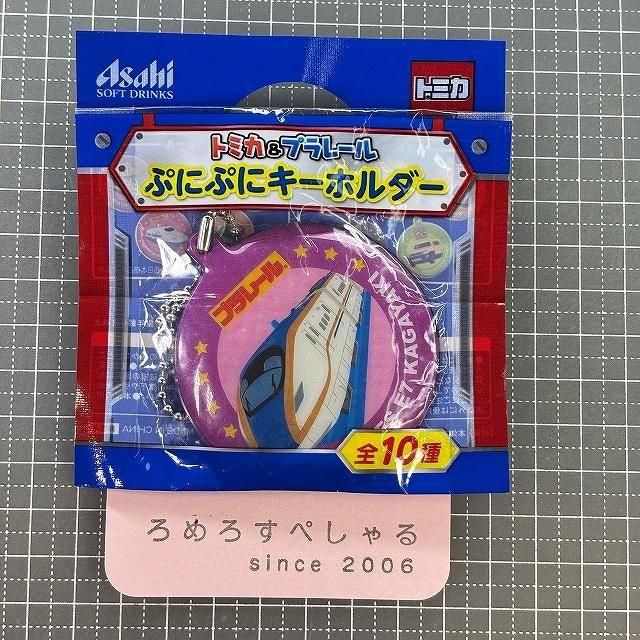 Asahi
SOFT DRINKS
トミカ
トミカ&プラレール
ぷにぷにキーホルダー
プラレール
E7 KAGAYAKI
全10種
ろめろすぺしゃる
since 2006